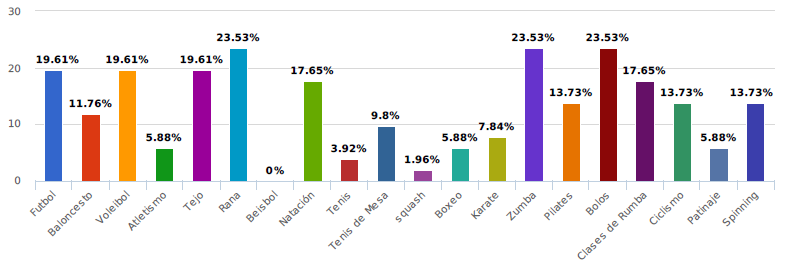 30
20
10
0
19.61%
11.76%
19.61%
5.88%
19.61%
23.53%
0%
17.65%
3.92%
9.8%
1.96%
5.88%
7.84%
23.53%
13.73%
23.53%
17.65%
13.73%
5.88%
13.73%
Futbol
Baloncesto
Voleibol
Atletismo
Tejo
Rana
Beisbol
Natación
Tenis
Tenis de Mesa
squash
Boxeo
Karate
Zumba
Pilates
Bolos
Clases de Rumba
Ciclismo
Patinaje
Spinning